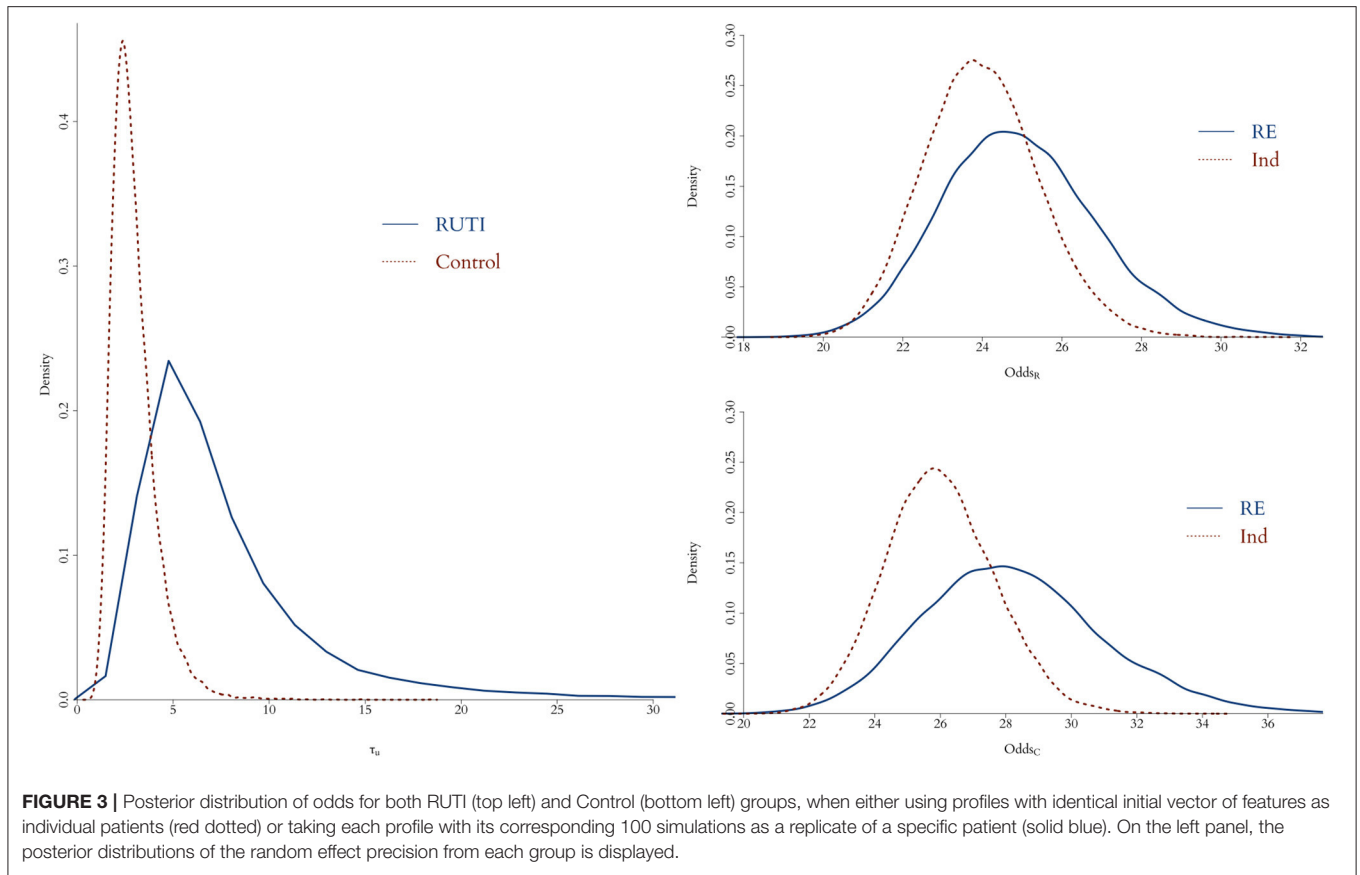 Density
0.0
0.1
0.2
0.3
0.4
0
5
10
15
20
25
30
τu
RUTI
Control
Density
0.00
0.05
0.10
0.15
0.20
0.25
0.30
18
20
22
24
26
28
30
32
OddsR
RE
Ind
Density
0.00
0.05
0.10
0.15
0.20
0.25
0.30
20
22
24
26
28
30
32
34
36
OddsC
RE
Ind
FIGURE 3 | Posterior distribution of odds for both RUTI (top left) and Control (bottom left) groups, when either using profiles with identical initial vector of features as
individual patients (red dotted) or taking each profile with its corresponding 100 simulations as a replicate of a specific patient (solid blue). On the left panel, the
posterior distributions of the random effect precision from each group is displayed.